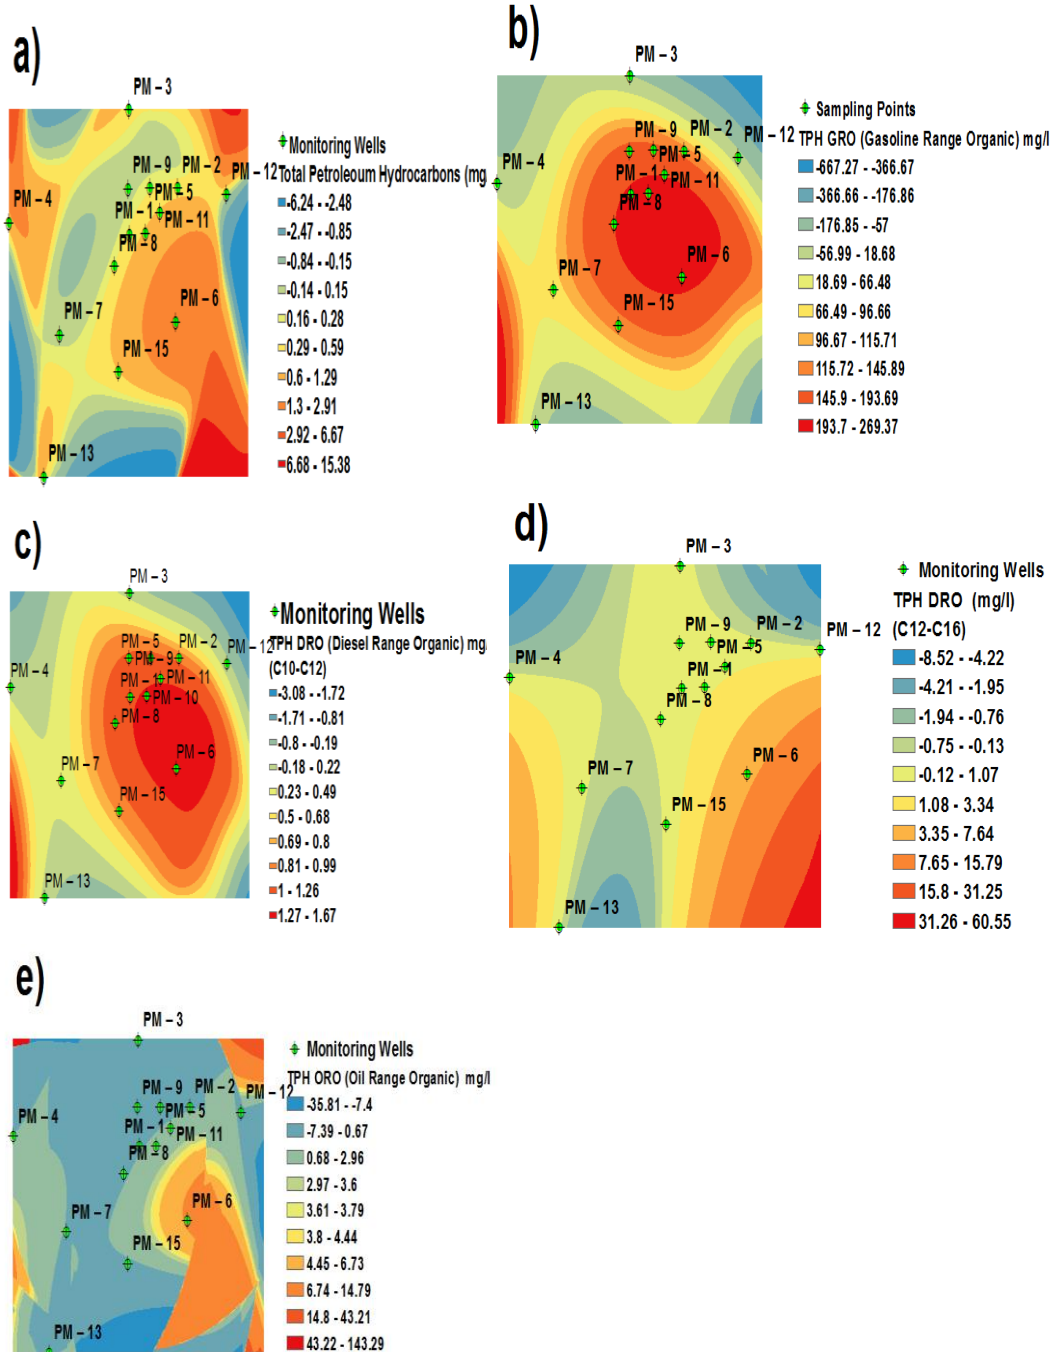 a)
PM – 3
PM – 9
PM – 2
PM – 5
PM – 12
PM – 4
PM – 1
PM – 11
PM – 8
PM – 6
PM – 7
PM – 15
PM – 13
Monitoring Wells
Total Petroloeum Hydrocarbons (mg
-6.24 - -2.48
-2.47 - -0.85
-0.84 - -0.15
-0.14 - 0.15
0.16 - 0.28
0.29 - 0.59
0.6 - 1.29
1.3 - 2.91
2.92 - 6.67
6.68 - 15.38
b)
PM – 3
PM – 9
PM – 2
PM – 12
PM – 4
PM – 5
PM – 1
PM – 11
PM – 8
PM – 6
PM – 7
PM – 15
PM – 13
Sampling Points
TPH GRO (Gasoline Range Organic) mg/l
-667.27 - -366.67
-366.66 - -176.86
-176.85 - -57
-56.99 - 18.68
18.69 - 66.48
66.49 - 96.66
96.67 - 115.71
115.72 - 145.89
145.9 - 193.69
193.7 - 269.37
c)
PM – 3
PM – 5
PM – 2
PM – 12
PM – 9
PM – 4
PM – 11
PM – 1
PM – 10
PM – 8
PM – 6
PM – 7
PM – 15
PM – 13
Monitoring Wells
TPH DRO (Diesel Range Organic) mg/
(C10-C12)
-3.08 - -1.72
-1.71 - -0.81
-0.8 - -0.19
-0.18 - 0.22
0.23 - 0.49
0.5 - 0.68
0.69 - 0.8
0.81 - 0.99
1 - 1.26
1.27 - 1.67
d)
PM – 3
PM – 9
PM – 2
PM – 12
PM – 5
PM – 4
PM – 1
PM – 8
PM – 6
PM – 7
PM – 15
PM – 13
Monitoring Wells
TPH DRO (mg/l)
(C12-C16)
-8.52 - -4.22
-4.21 - -1.95
-1.94 - -0.76
-0.75 - -0.13
-0.12 - 1.07
1.08 - 3.34
3.35 - 7.64
7.65 - 15.79
15.8 - 31.25
31.26 - 60.55
e)
PM – 3
PM – 9
PM – 2
PM – 12
PM – 4
PM – 5
PM – 1
PM – 11
PM – 8
PM – 6
PM – 7
PM – 15
PM – 13
Monitoring Wells
TPH ORO (Oil Range Organic) mg/l
-35.81 - -7.4
-7.39 - 0.67
0.68 - 2.96
2.97 - 3.6
3.61 - 3.79
3.8 - 4.44
4.45 - 6.73
6.74 - 14.79
14.8 - 43.21
43.22 - 143.29